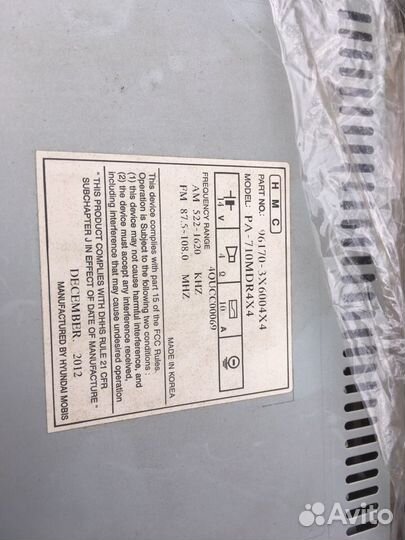 H M C
PART NO: 96170-3X6004X4
MODEL: PA-710MDR4X4
14 V 4 Ω 10 A
4QUCC00069
FREQUENCY RANGE
AM 522-1620 KHZ
FM 87.5-108.0 MHZ
MADE IN KOREA
This device complies with part 15 of the FCC Rules.
Operation is Subject to the following two conditions :
(1) this device may not cause harmful interference, and
(2) the device must accept any interference received,
including interference that may cause undesired operation
" THIS PRODUCT COMPLIES WITH DHHS RULE 21 CFR
SUBCHAPTER J IN EFFECT OF DATE OF MANUFACTURE "
DECEMBER 2012
MANUFACTURED BY HYUNDAI MOBIS
Avito